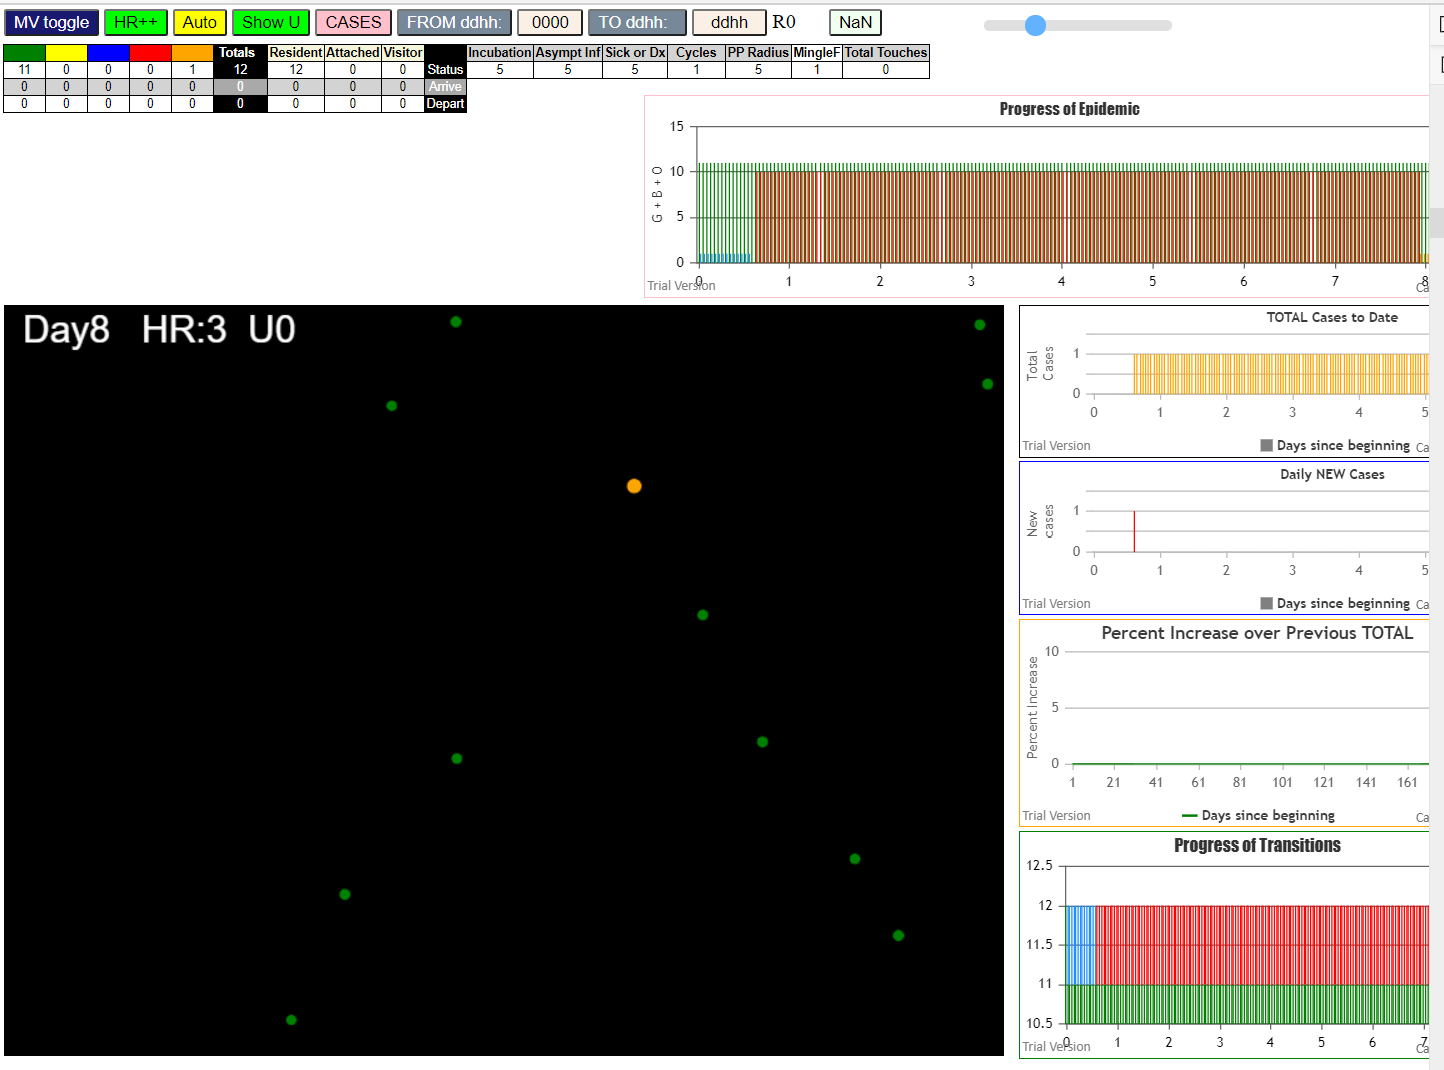 MV toggle HR++ Auto Show U CASES FROM ddhh: 0000 TO ddhh: ddhh R0 NaN
Totals Resident Attached Visitor Incubation Asympt Inf Sick or Dx Cycles PP Radius MingleF Total Touches
11 0 0 0 1 12 12 0 0 Status 5 5 5 1 5 1 0
0 0 0 0 0 0 0 0 0 Arrive
0 0 0 0 0 0 0 0 0 Depart
Progress of Epidemic
G + B + O
15
10
5
0
0 1 2 3 4 5 6 7 8
Trial Version Ca
Day8 HR:3 U0
TOTAL Cases to Date
Total
Cases
1
0
0 1 2 3 4 5
Days since beginning
Trial Version Ca
Daily NEW Cases
New
cases
1
0
0 1 2 3 4 5
Days since beginning
Trial Version Ca
Percent Increase over Previous TOTAL
Percent Increase
10
5
0
1 21 41 61 81 101 121 141 161
Days since beginning
Trial Version Ca
Progress of Transitions
12.5
12
11.5
11
10.5
0 1 2 3 4 5 6 7
Trial Version Ca